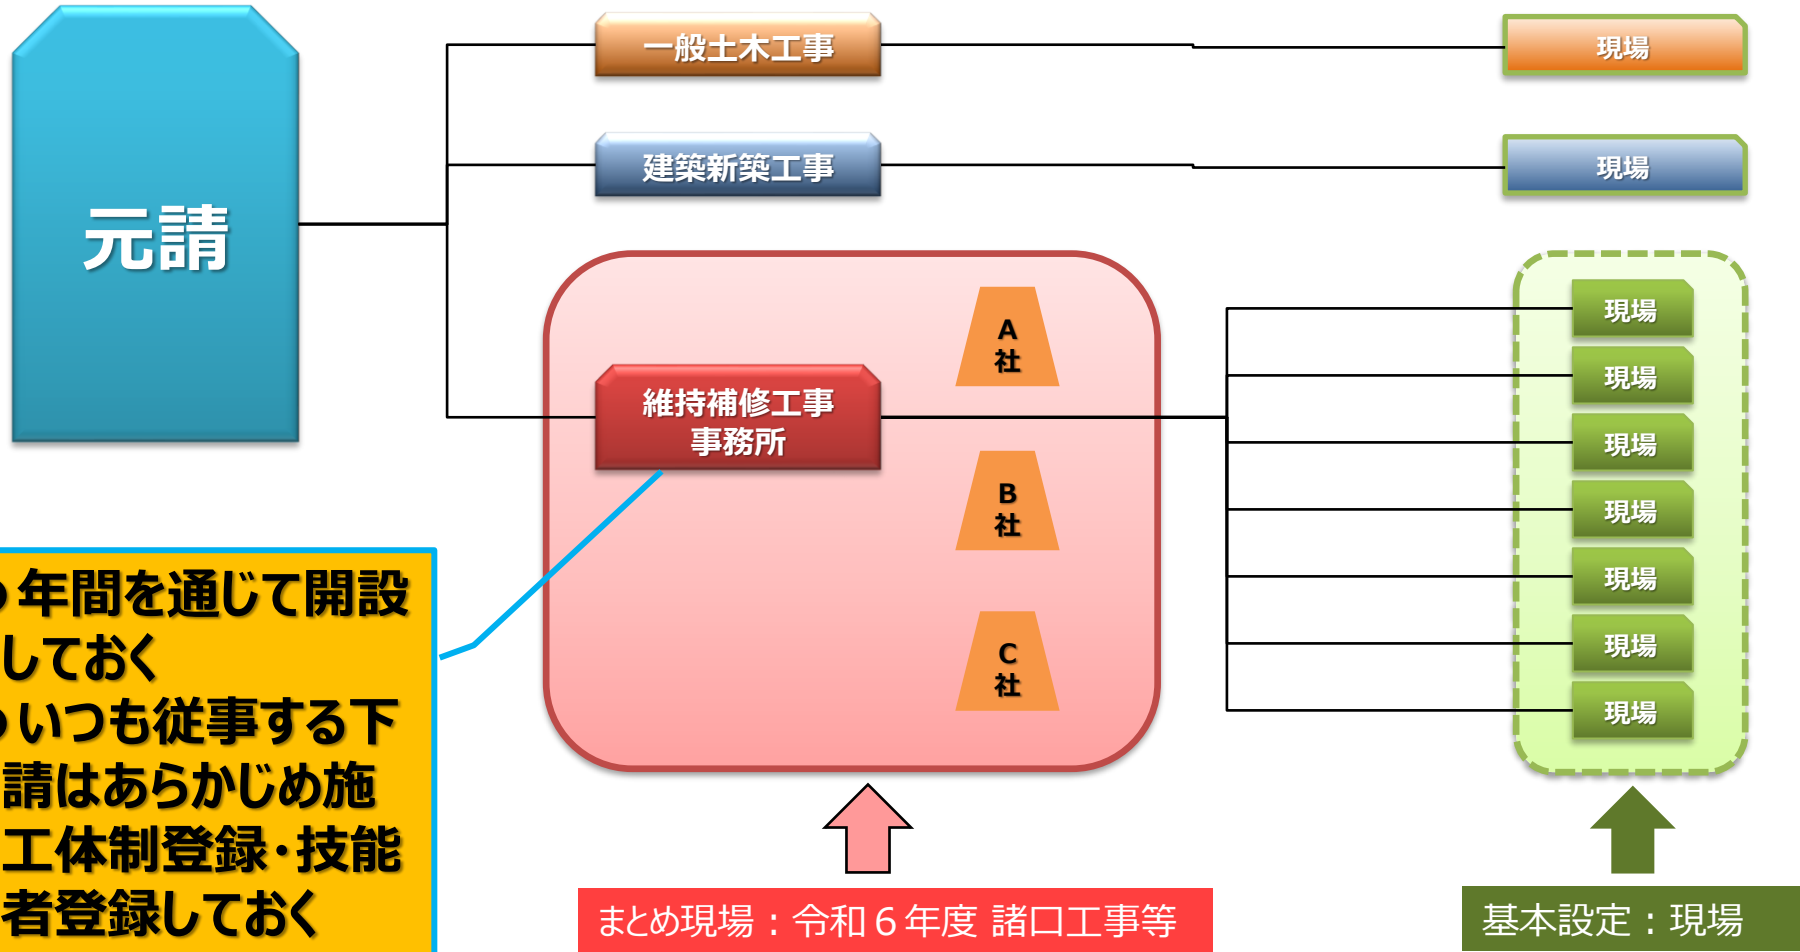 元請
一般土木工事
現場
建築新築工事
現場
維持補修工事
事務所
A
社
B
社
C
社
現場
現場
現場
現場
現場
現場
現場
年間を通じて開設
しておく
いつも従事する下
請はあらかじめ施
工体制登録・技能
者登録しておく
まとめ現場：令和６年度 諸口工事等
基本設定：現場